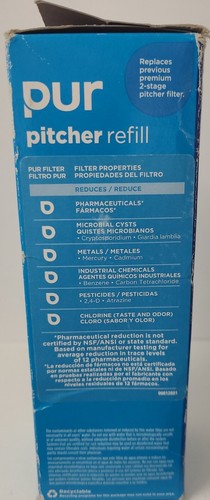 Replaces
previous
premium
2-stage
pitcher filter.
pur
pitcher refill
PUR FILTER
FILTRO PUR
FILTER PROPERTIES
PROPIEDADES DEL FILTRO
REDUCES / REDUCE
PHARMACEUTICALS*
FÁRMACOS*
MICROBIAL CYSTS
QUISTES MICROBIANOS
• Cryptosporidium • Giardia lamblia
METALS / METALES
• Mercury • Cadmium
INDUSTRIAL CHEMICALS
AGENTES QUÍMICOS INDUSTRIALES
• Benzene • Carbon Tetrachloride
PESTICIDES / PESTICIDAS
• 2,4-D • Atrazine
CHLORINE (TASTE AND ODOR)
CLORO (SABOR Y OLOR)
*Pharmaceutical reduction is not
certified by NSF/ANSI or state standard.
Based on manufacturer testing for
average reduction in trace levels
of 12 pharmaceuticals.
*La reducción de fármacos no está certificada
por normas estatales ni de NSF/ANSI. Basado
en pruebas realizadas por el fabricante con
respecto a la reducción promedio en los
niveles residuales de 12 fármacos.
Recyclable